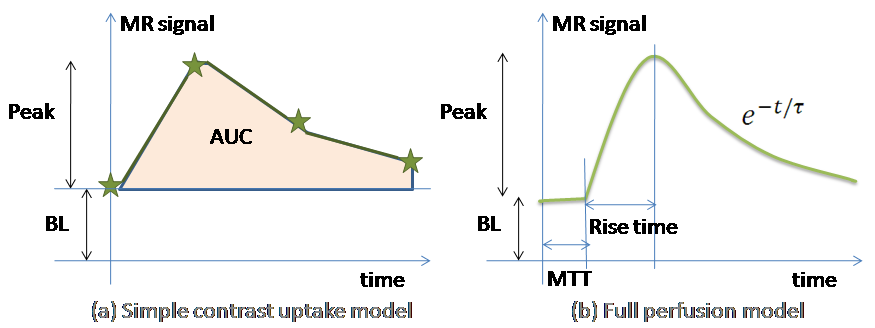 MR signal
Peak
AUC
BL
time
(a) Simple contrast uptake model
MR signal
Peak
e^{-t/τ}
BL
Rise time
MTT
time
(b) Full perfusion model